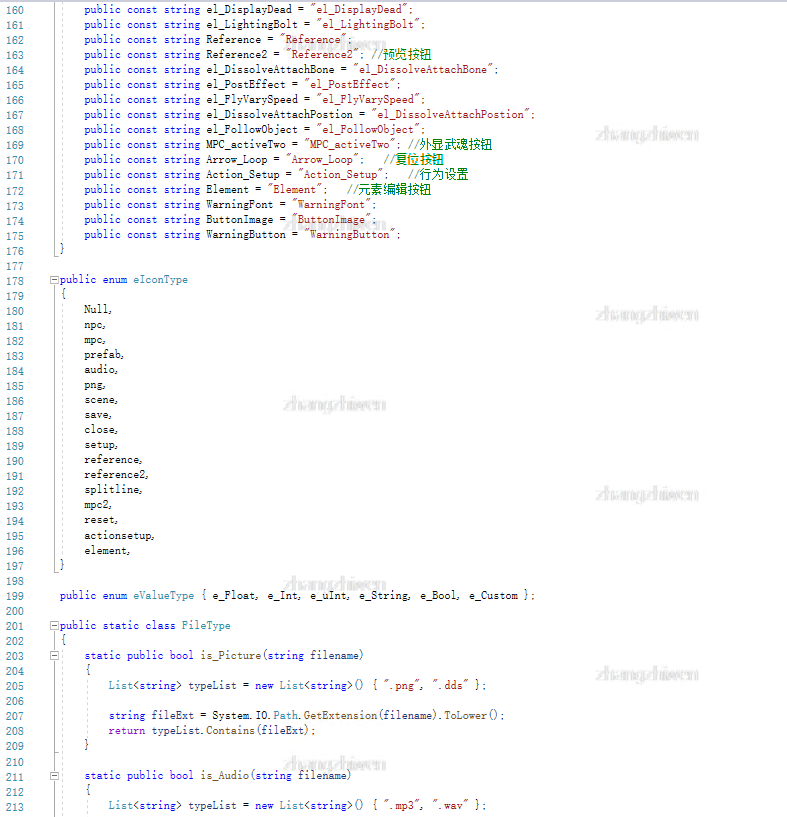 160 public const string el_DisplayDead = "el_DisplayDead";
161 public const string el_LightingBolt = "el_LightingBolt";
162 public const string Reference = "Reference";
163 public const string Reference2 = "Reference2"; //预览按钮
164 public const string el_DissolveAttachBone = "el_DissolveAttachBone";
165 public const string el_PostEffect = "el_PostEffect";
166 public const string el_FlyVarySpeed = "el_FlyVarySpeed";
167 public const string el_DissolveAttachPostion = "el_DissolveAttachPostion";
168 public const string el_FollowObject = "el_FollowObject";
169 public const string MPC_activeTwo = "MPC_activeTwo"; //外显武魂按钮
170 public const string Arrow_Loop = "Arrow_Loop"; //复位按钮
171 public const string Action_Setup = "Action_Setup"; //行为设置
172 public const string Element = "Element"; //元素编辑按钮
173 public const string WarningFont = "WarningFont";
174 public const string ButtonImage = "ButtonImage";
175 public const string WarningButton = "WarningButton";
176 }
177
178 public enum eIconType
179 {
180 Null,
181 npc,
182 mpc,
183 prefab,
184 audio,
185 png,
186 scene,
187 save,
188 close,
189 setup,
190 reference,
191 reference2,
192 splitline,
193 mpc2,
194 reset,
195 actionsetup,
196 element,
197 }
198
199 public enum eValueType { e_Float, e_Int, e_uInt, e_String, e_Bool, e_Custom };
200
201 public static class FileType
202 {
203 static public bool is_Picture(string filename)
204 {
205 List<string> typeList = new List<string>() { ".png", ".dds" };
206
207 string fileExt = System.IO.Path.GetExtension(filename).ToLower();
208 return typeList.Contains(fileExt);
209 }
210
211 static public bool is_Audio(string filename)
212 {
213 List<string> typeList = new List<string>() { ".mp3", ".wav" };
zhangzhiwen
zhangzhiwen
zhangzhiwen
zhangzhiwen
zhangzhiwen
zhangzhiwen
zhangzhiwen
zhangzhiwen
zhangzhiwen